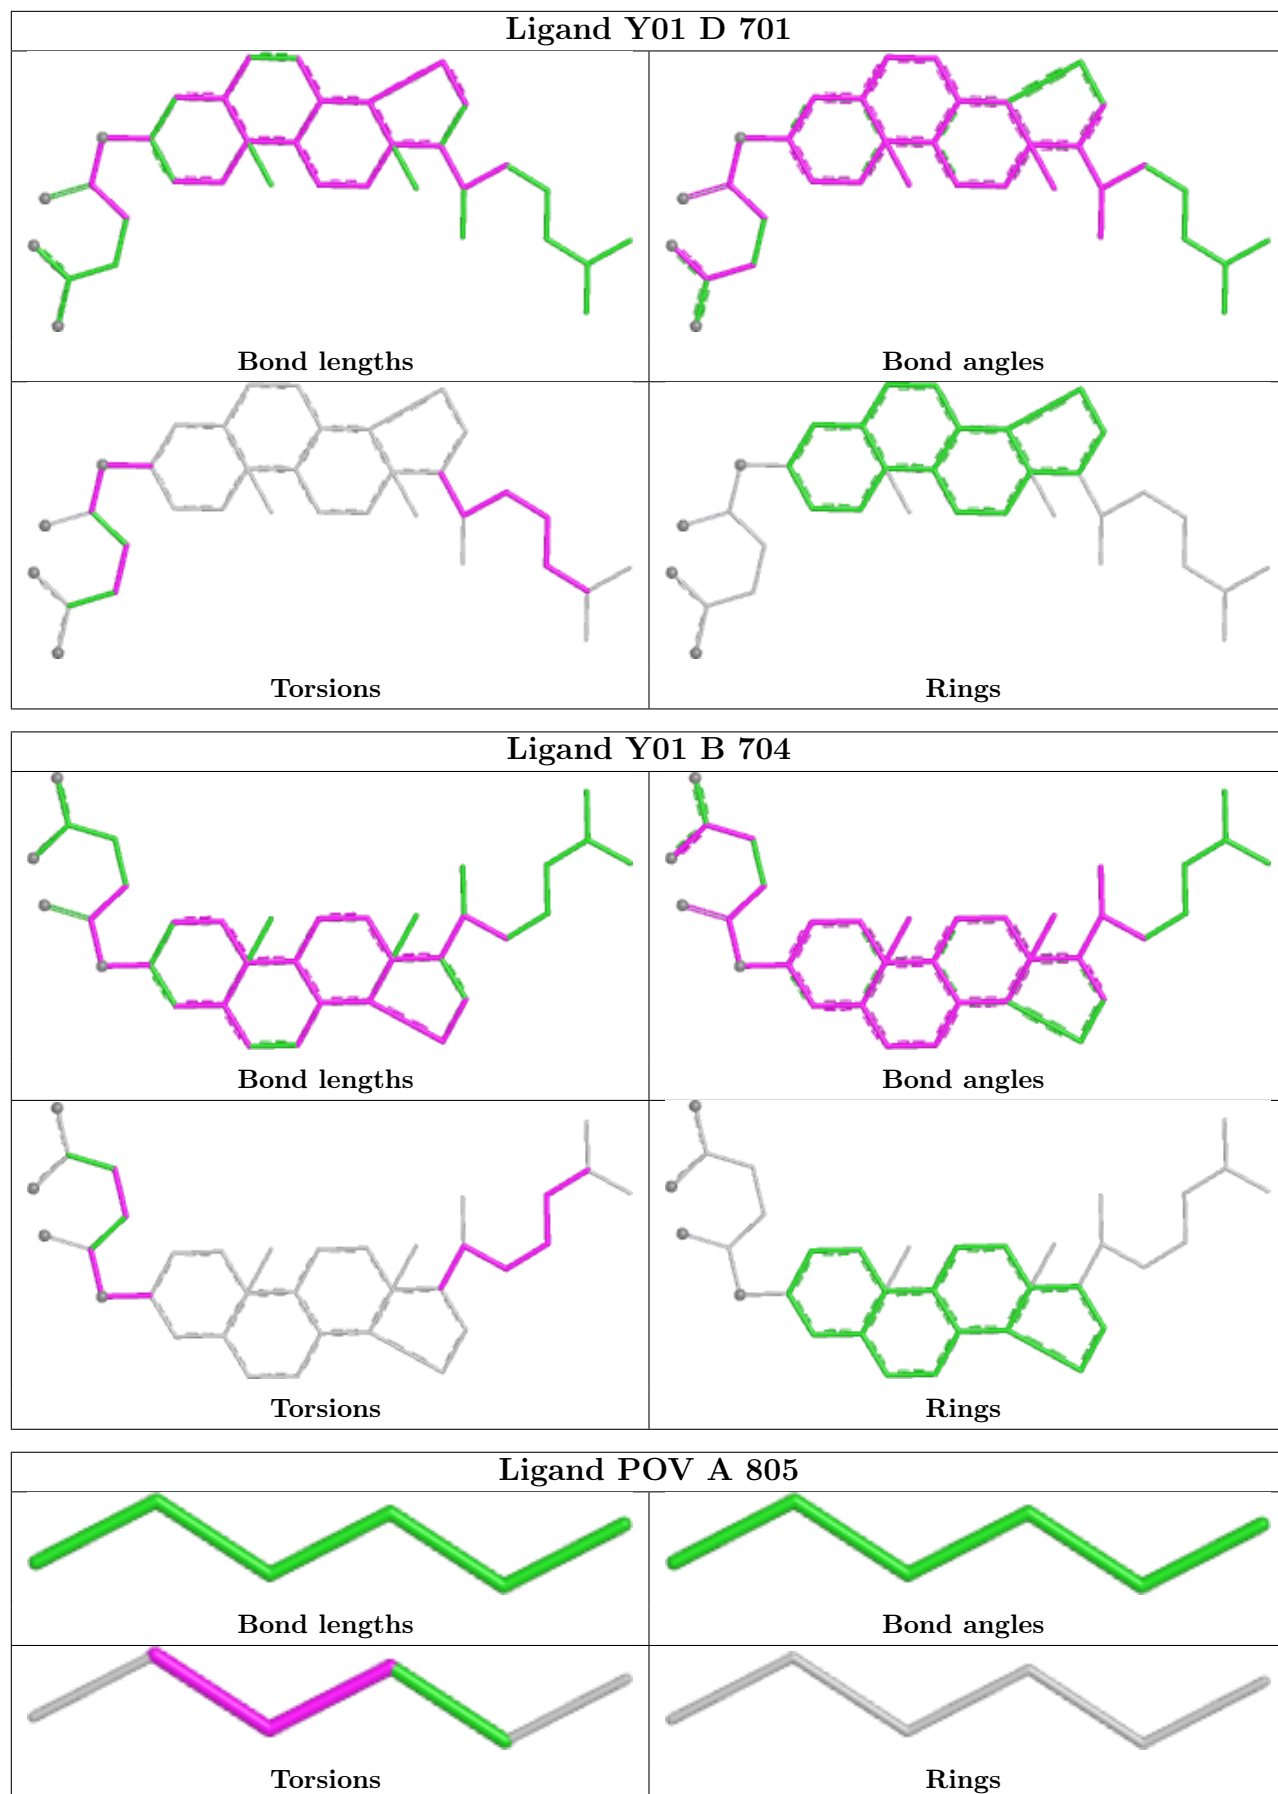 Ligand Y01 D 701
Bond lengths
Bond angles
Torsions
Rings
Ligand Y01 B 704
Bond lengths
Bond angles
Torsions
Rings
Ligand POV A 805
Bond lengths
Bond angles
Torsions
Rings